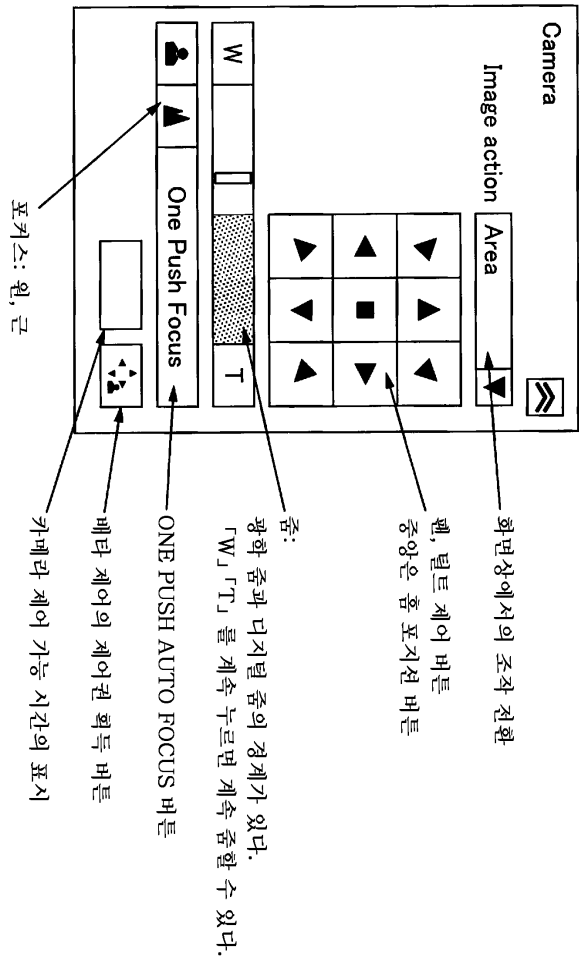 Camera
Image action
Area
W
T
One Push Focus
화면상에서의 조작 전환
팬, 틸트 제어 버튼
중앙은 홈 포지션 버튼
줌:
광학 줌과 디지털 줌의 경계가 있다.
「W」「T」를 계속 누르면 계속 줌할 수 있다.
ONE PUSH AUTO FOCUS 버튼
배타 제어의 제어권 획득 버튼
카메라 제어 가능 시간의 표시
포커스: 원, 근